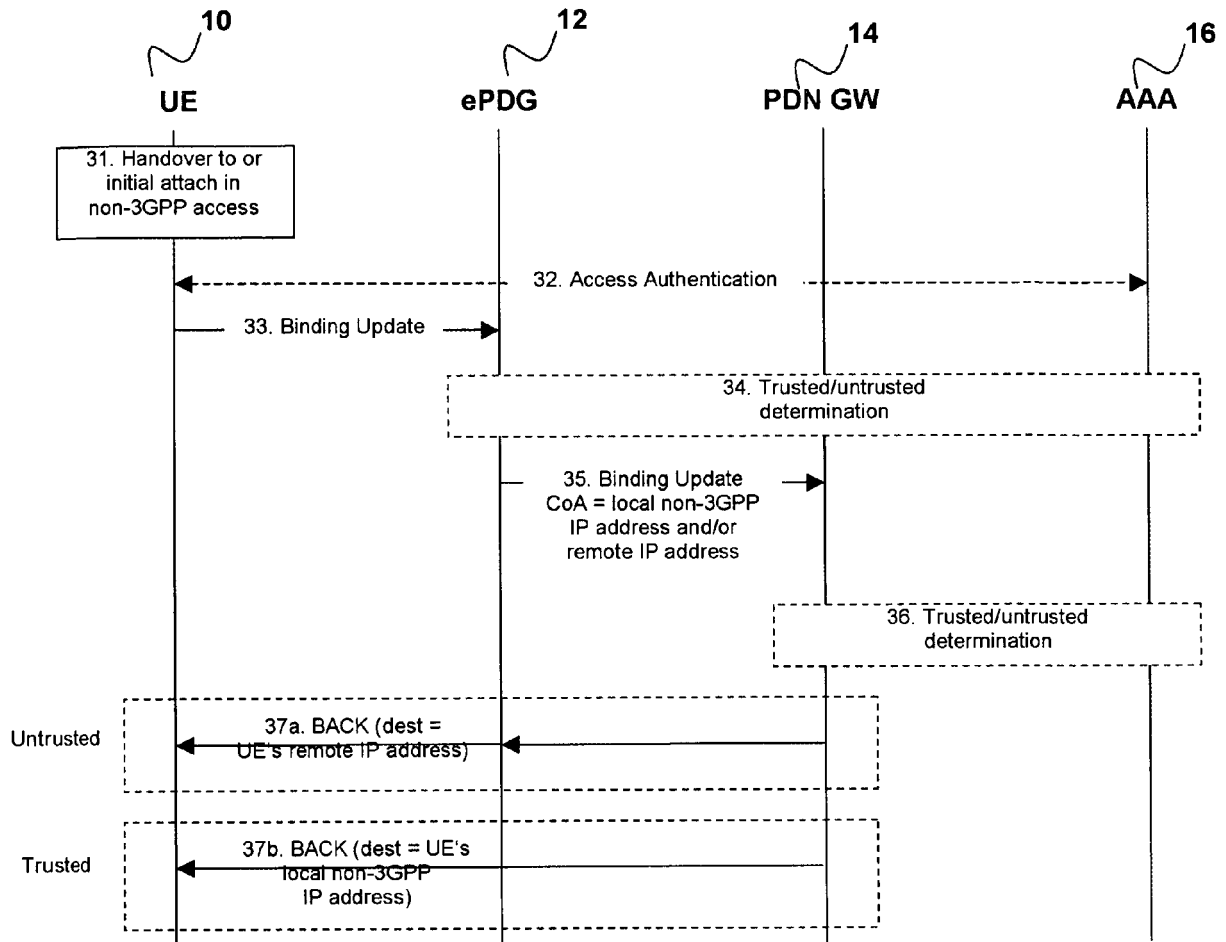 10
12
14
16
UE
ePDG
PDN GW
AAA
31. Handover to or
initial attach in
non-3GPP access
32. Access Authentication
33. Binding Update
34. Trusted/untrusted
determination
35. Binding Update
CoA = local non-3GPP
IP address and/or
remote IP address
36. Trusted/untrusted
determination
Untrusted
37a. BACK (dest =
UE's remote IP address)
Trusted
37b. BACK (dest = UE's
local non-3GPP
IP address)